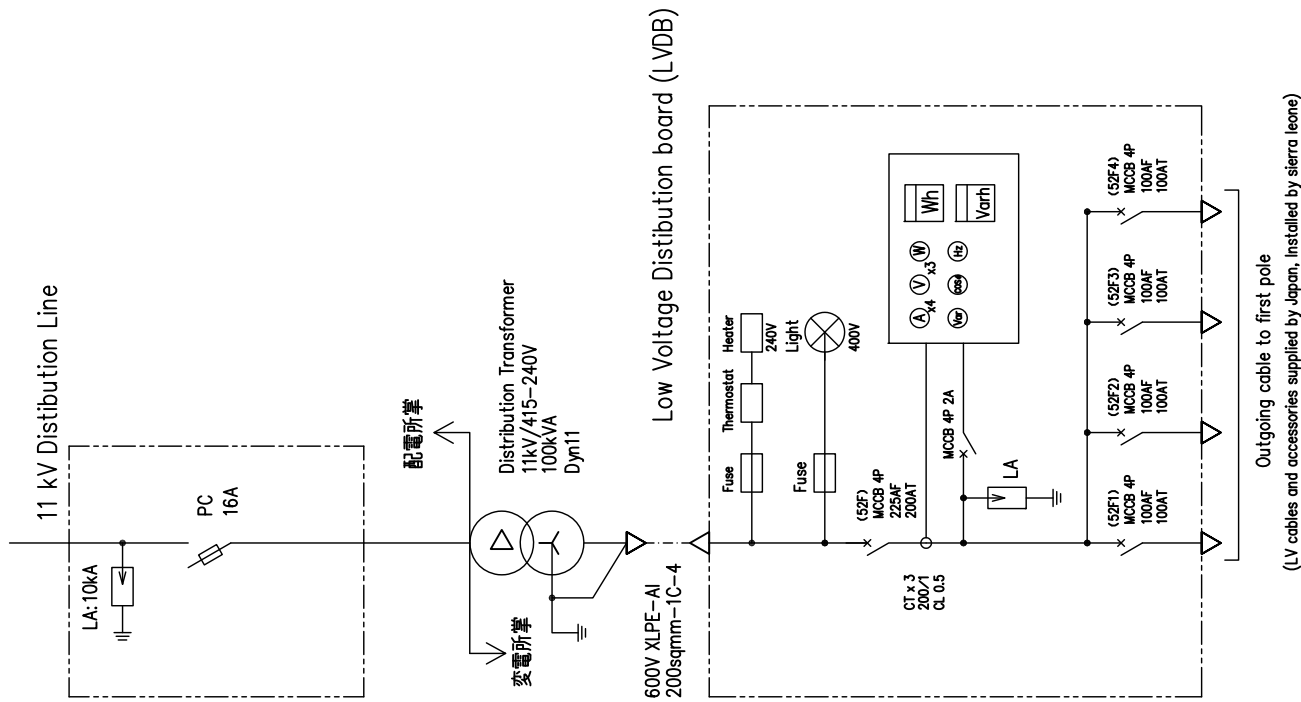 11 kV Distibution Line
LA:10kA
PC
16A
配電所掌
変電所掌
Distribution Transformer
11kV/415-240V
100kVA
Dyn11
600V XLPE-Al
200sqmm-1C-4
Low Voltage Distibution board (LVDB)
Fuse
Thermostat
Heater
240V
Fuse
Light
400V
(52F)
MCCB 4P
225AF
200AT
CT x 3
200/1
CL 0.5
A
x4
V
x3
W
Wh
Var
cosφ
Hz
Varh
MCCB 4P 2A
LA
(52F1)
MCCB 4P
100AF
100AT
(52F2)
MCCB 4P
100AF
100AT
(52F3)
MCCB 4P
100AF
100AT
(52F4)
MCCB 4P
100AF
100AT
Outgoing cable to first pole
(LV cables and accessories supplied by Japan, Installed by sierra leone)